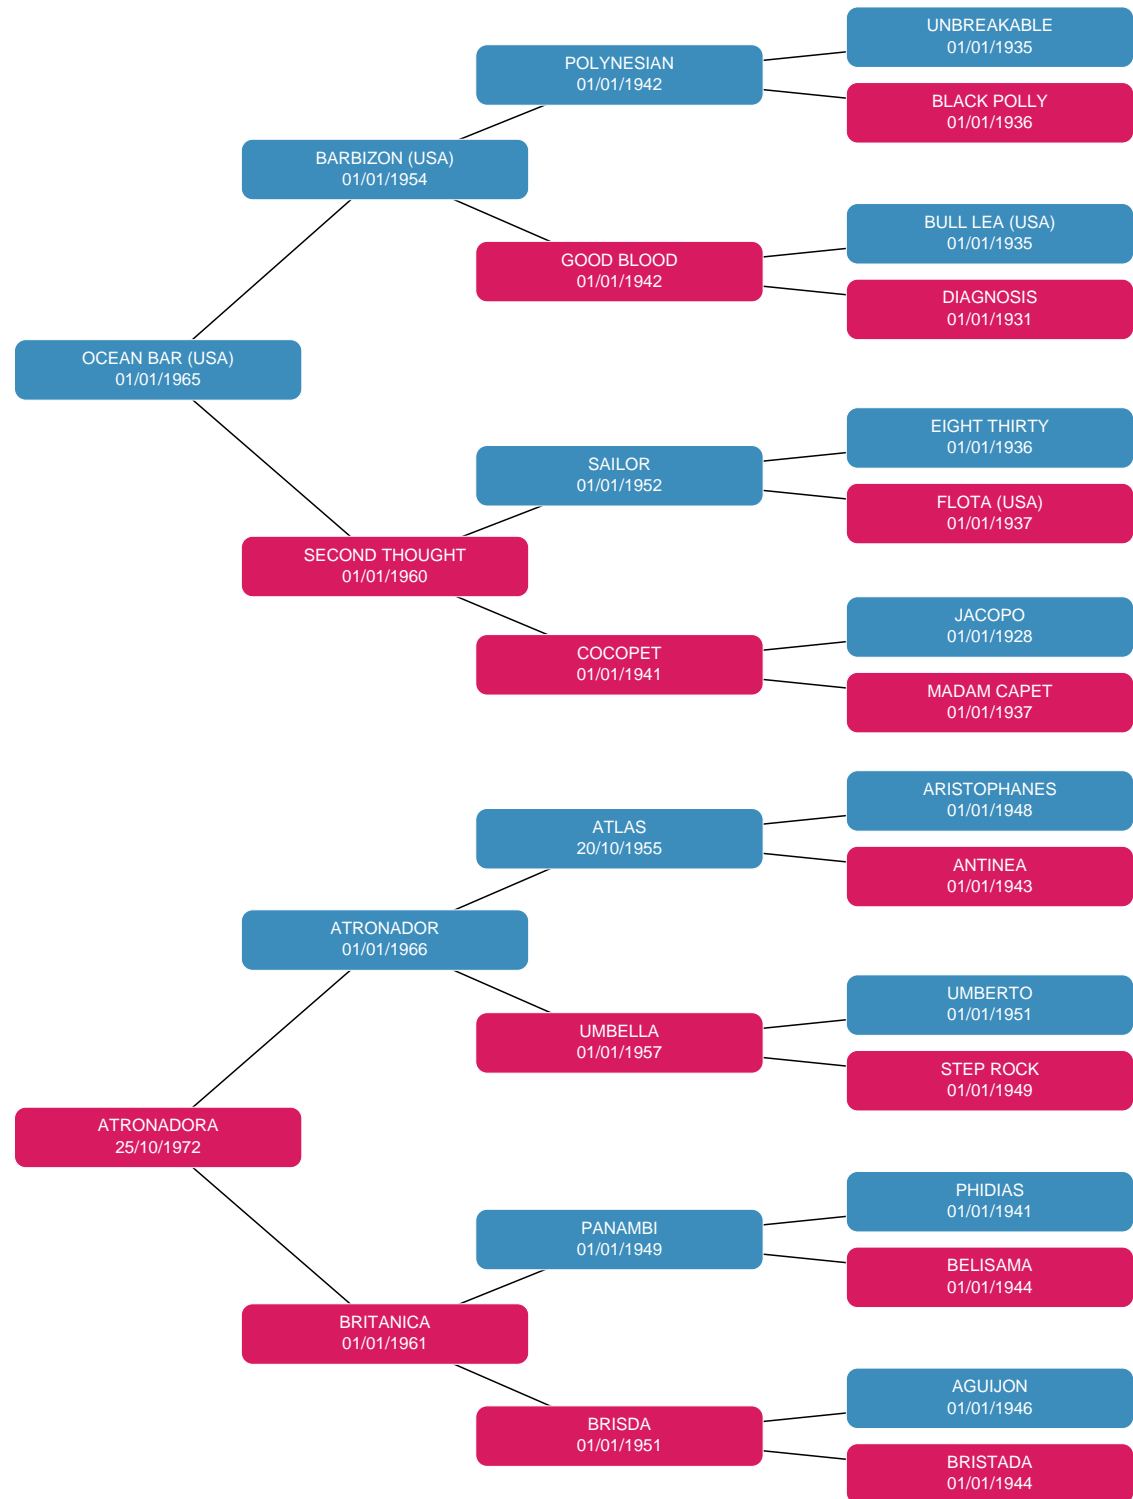 UNBREAKABLE
01/01/1935
POLYNESIAN
01/01/1942
BLACK POLLY
01/01/1936
BARBIZON (USA)
01/01/1954
BULL LEA (USA)
01/01/1935
GOOD BLOOD
01/01/1942
DIAGNOSIS
01/01/1931
OCEAN BAR (USA)
01/01/1965
EIGHT THIRTY
01/01/1936
SAILOR
01/01/1952
FLOTA (USA)
01/01/1937
SECOND THOUGHT
01/01/1960
JACOPO
01/01/1928
COCOPET
01/01/1941
MADAM CAPET
01/01/1937
ARISTOPHANES
01/01/1948
ATLAS
20/10/1955
ANTINEA
01/01/1943
ATRONADOR
01/01/1966
UMBERTO
01/01/1951
UMBELLA
01/01/1957
STEP ROCK
01/01/1949
ATRONADORA
25/10/1972
PHIDIAS
01/01/1941
PANAMBI
01/01/1949
BELISAMA
01/01/1944
BRITANICA
01/01/1961
AGUIJON
01/01/1946
BRISDA
01/01/1951
BRISTADA
01/01/1944